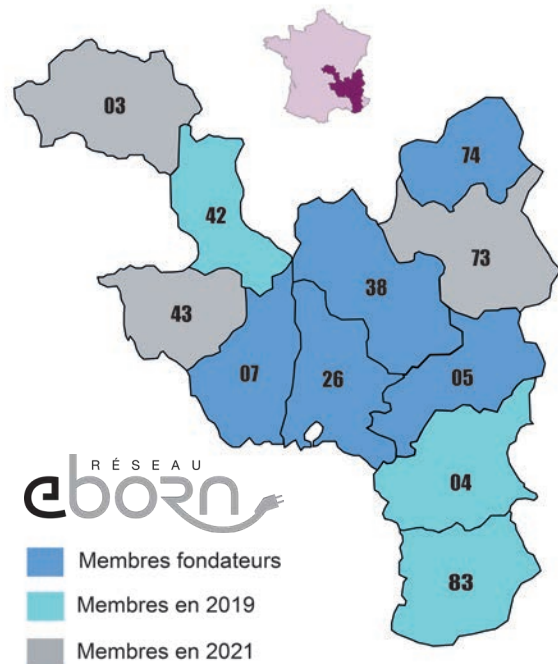 03
74
42
73
38
43
07
26
05
04
83
RÉSEAU
eborn
Membres fondateurs
Membres en 2019
Membres en 2021